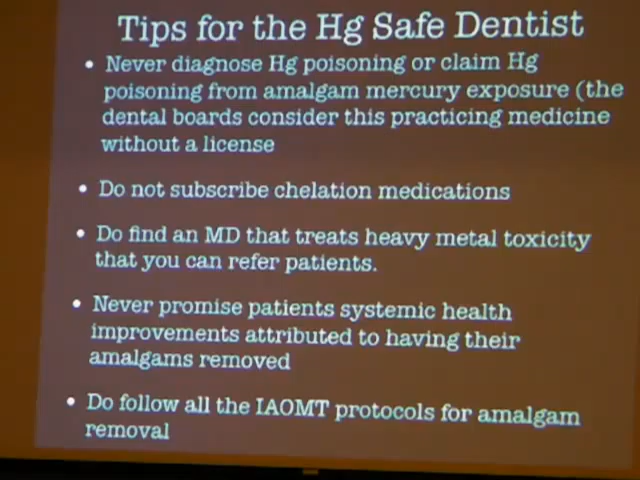 Tips for the Hg Safe Dentist
• Never diagnose Hg poisoning or claim Hg
poisoning from amalgam mercury exposure (the
dental boards consider this practicing medicine
without a license
• Do not subscribe chelation medications
• Do find an MD that treats heavy metal toxicity
that you can refer patients.
• Never promise patients systemic health
improvements attributed to having their
amalgams removed
• Do follow all the IAOMT protocols for amalgam
removal